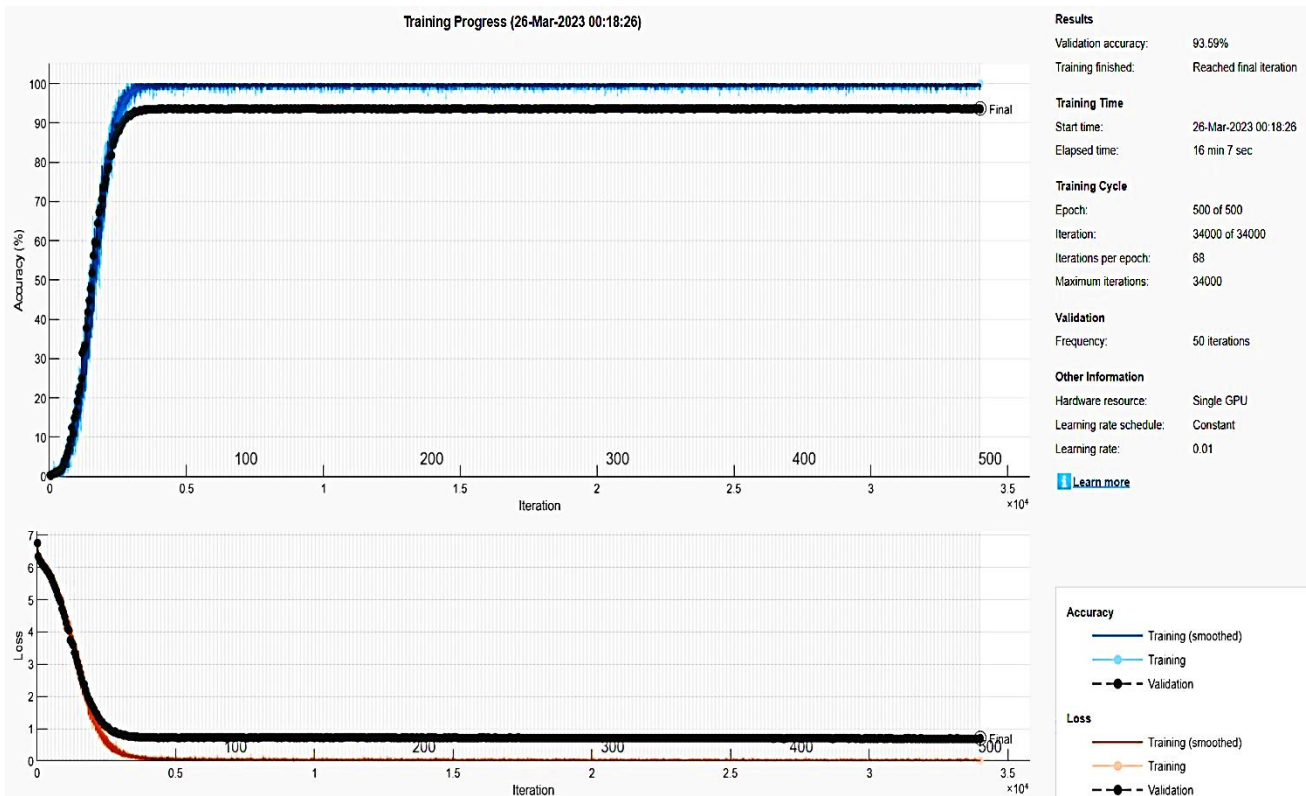 Training Progress (26-Mar-2023 00:18:26)
100
90
80
70
60
50
40
30
20
10
0
Accuracy (%)
100 200 300 400 500
0 0.5 1 1.5 2 2.5 3 3.5
×10⁴
Iteration
Final
7
6
5
4
3
2
1
0
Loss
100 200 300 400 500
0 0.5 1 1.5 2 2.5 3 3.5
×10⁴
Iteration
Final
Results
Validation accuracy: 93.59%
Training finished: Reached final iteration
Training Time
Start time: 26-Mar-2023 00:18:26
Elapsed time: 16 min 7 sec
Training Cycle
Epoch: 500 of 500
Iteration: 34000 of 34000
Iterations per epoch: 68
Maximum iterations: 34000
Validation
Frequency: 50 iterations
Other Information
Hardware resource: Single GPU
Learning rate schedule: Constant
Learning rate: 0.01
i Learn more
Accuracy
Training (smoothed)
Training
Validation
Loss
Training (smoothed)
Training
Validation